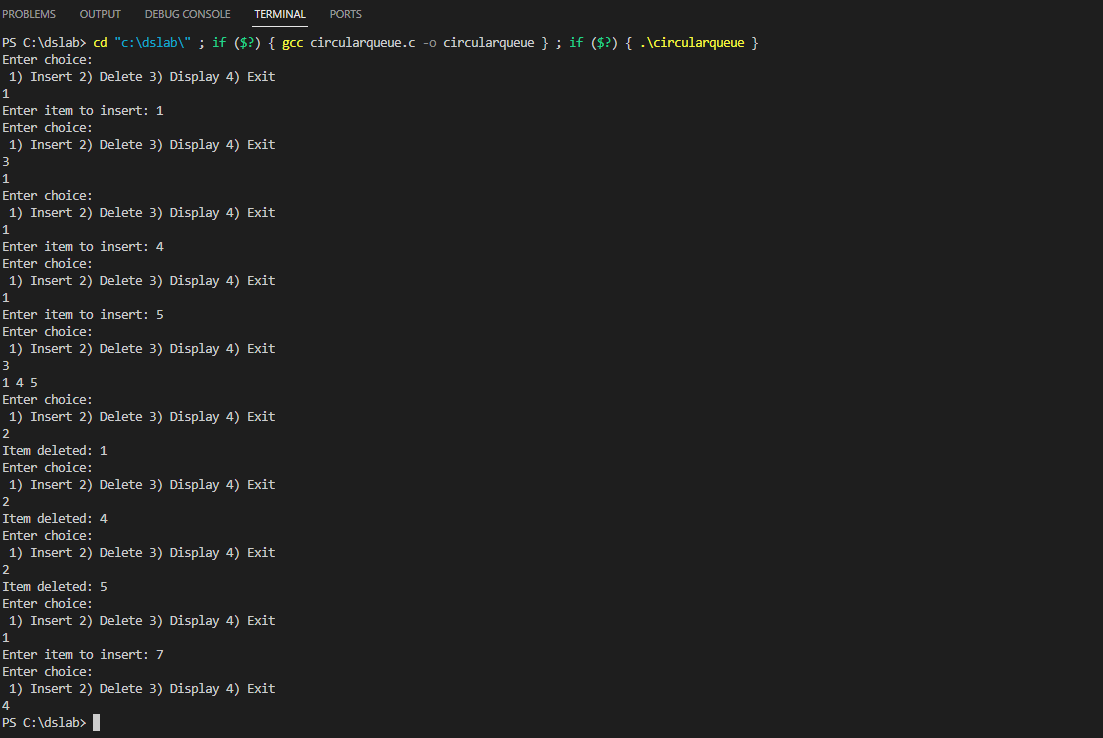 PROBLEMS OUTPUT DEBUG CONSOLE TERMINAL PORTS
PS C:\dslab> cd "c:\dslab\" ; if ($?) { gcc circularqueue.c -o circularqueue } ; if ($?) { .\circularqueue }
Enter choice:
 1) Insert 2) Delete 3) Display 4) Exit
1
Enter item to insert: 1
Enter choice:
 1) Insert 2) Delete 3) Display 4) Exit
3
1
Enter choice:
 1) Insert 2) Delete 3) Display 4) Exit
1
Enter item to insert: 4
Enter choice:
 1) Insert 2) Delete 3) Display 4) Exit
1
Enter item to insert: 5
Enter choice:
 1) Insert 2) Delete 3) Display 4) Exit
3
1 4 5
Enter choice:
 1) Insert 2) Delete 3) Display 4) Exit
2
Item deleted: 1
Enter choice:
 1) Insert 2) Delete 3) Display 4) Exit
2
Item deleted: 4
Enter choice:
 1) Insert 2) Delete 3) Display 4) Exit
2
Item deleted: 5
Enter choice:
 1) Insert 2) Delete 3) Display 4) Exit
1
Enter item to insert: 7
Enter choice:
 1) Insert 2) Delete 3) Display 4) Exit
4
PS C:\dslab>